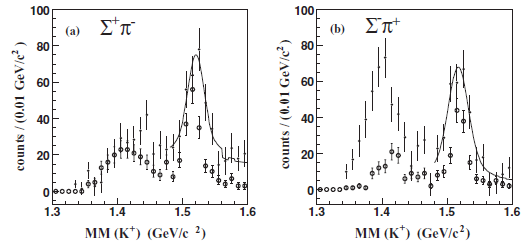 100
80
60
40
20
0
counts / (0.01 GeV/c²)
(a) Σ⁺π⁻
1.3 1.4 1.5 1.6
MM (K⁺) (GeV/c ²)
100
80
60
40
20
0
counts / (0.01 GeV/c²)
(b) Σ⁻π⁺
1.3 1.4 1.5 1.6
MM (K⁺) (GeV/c²)